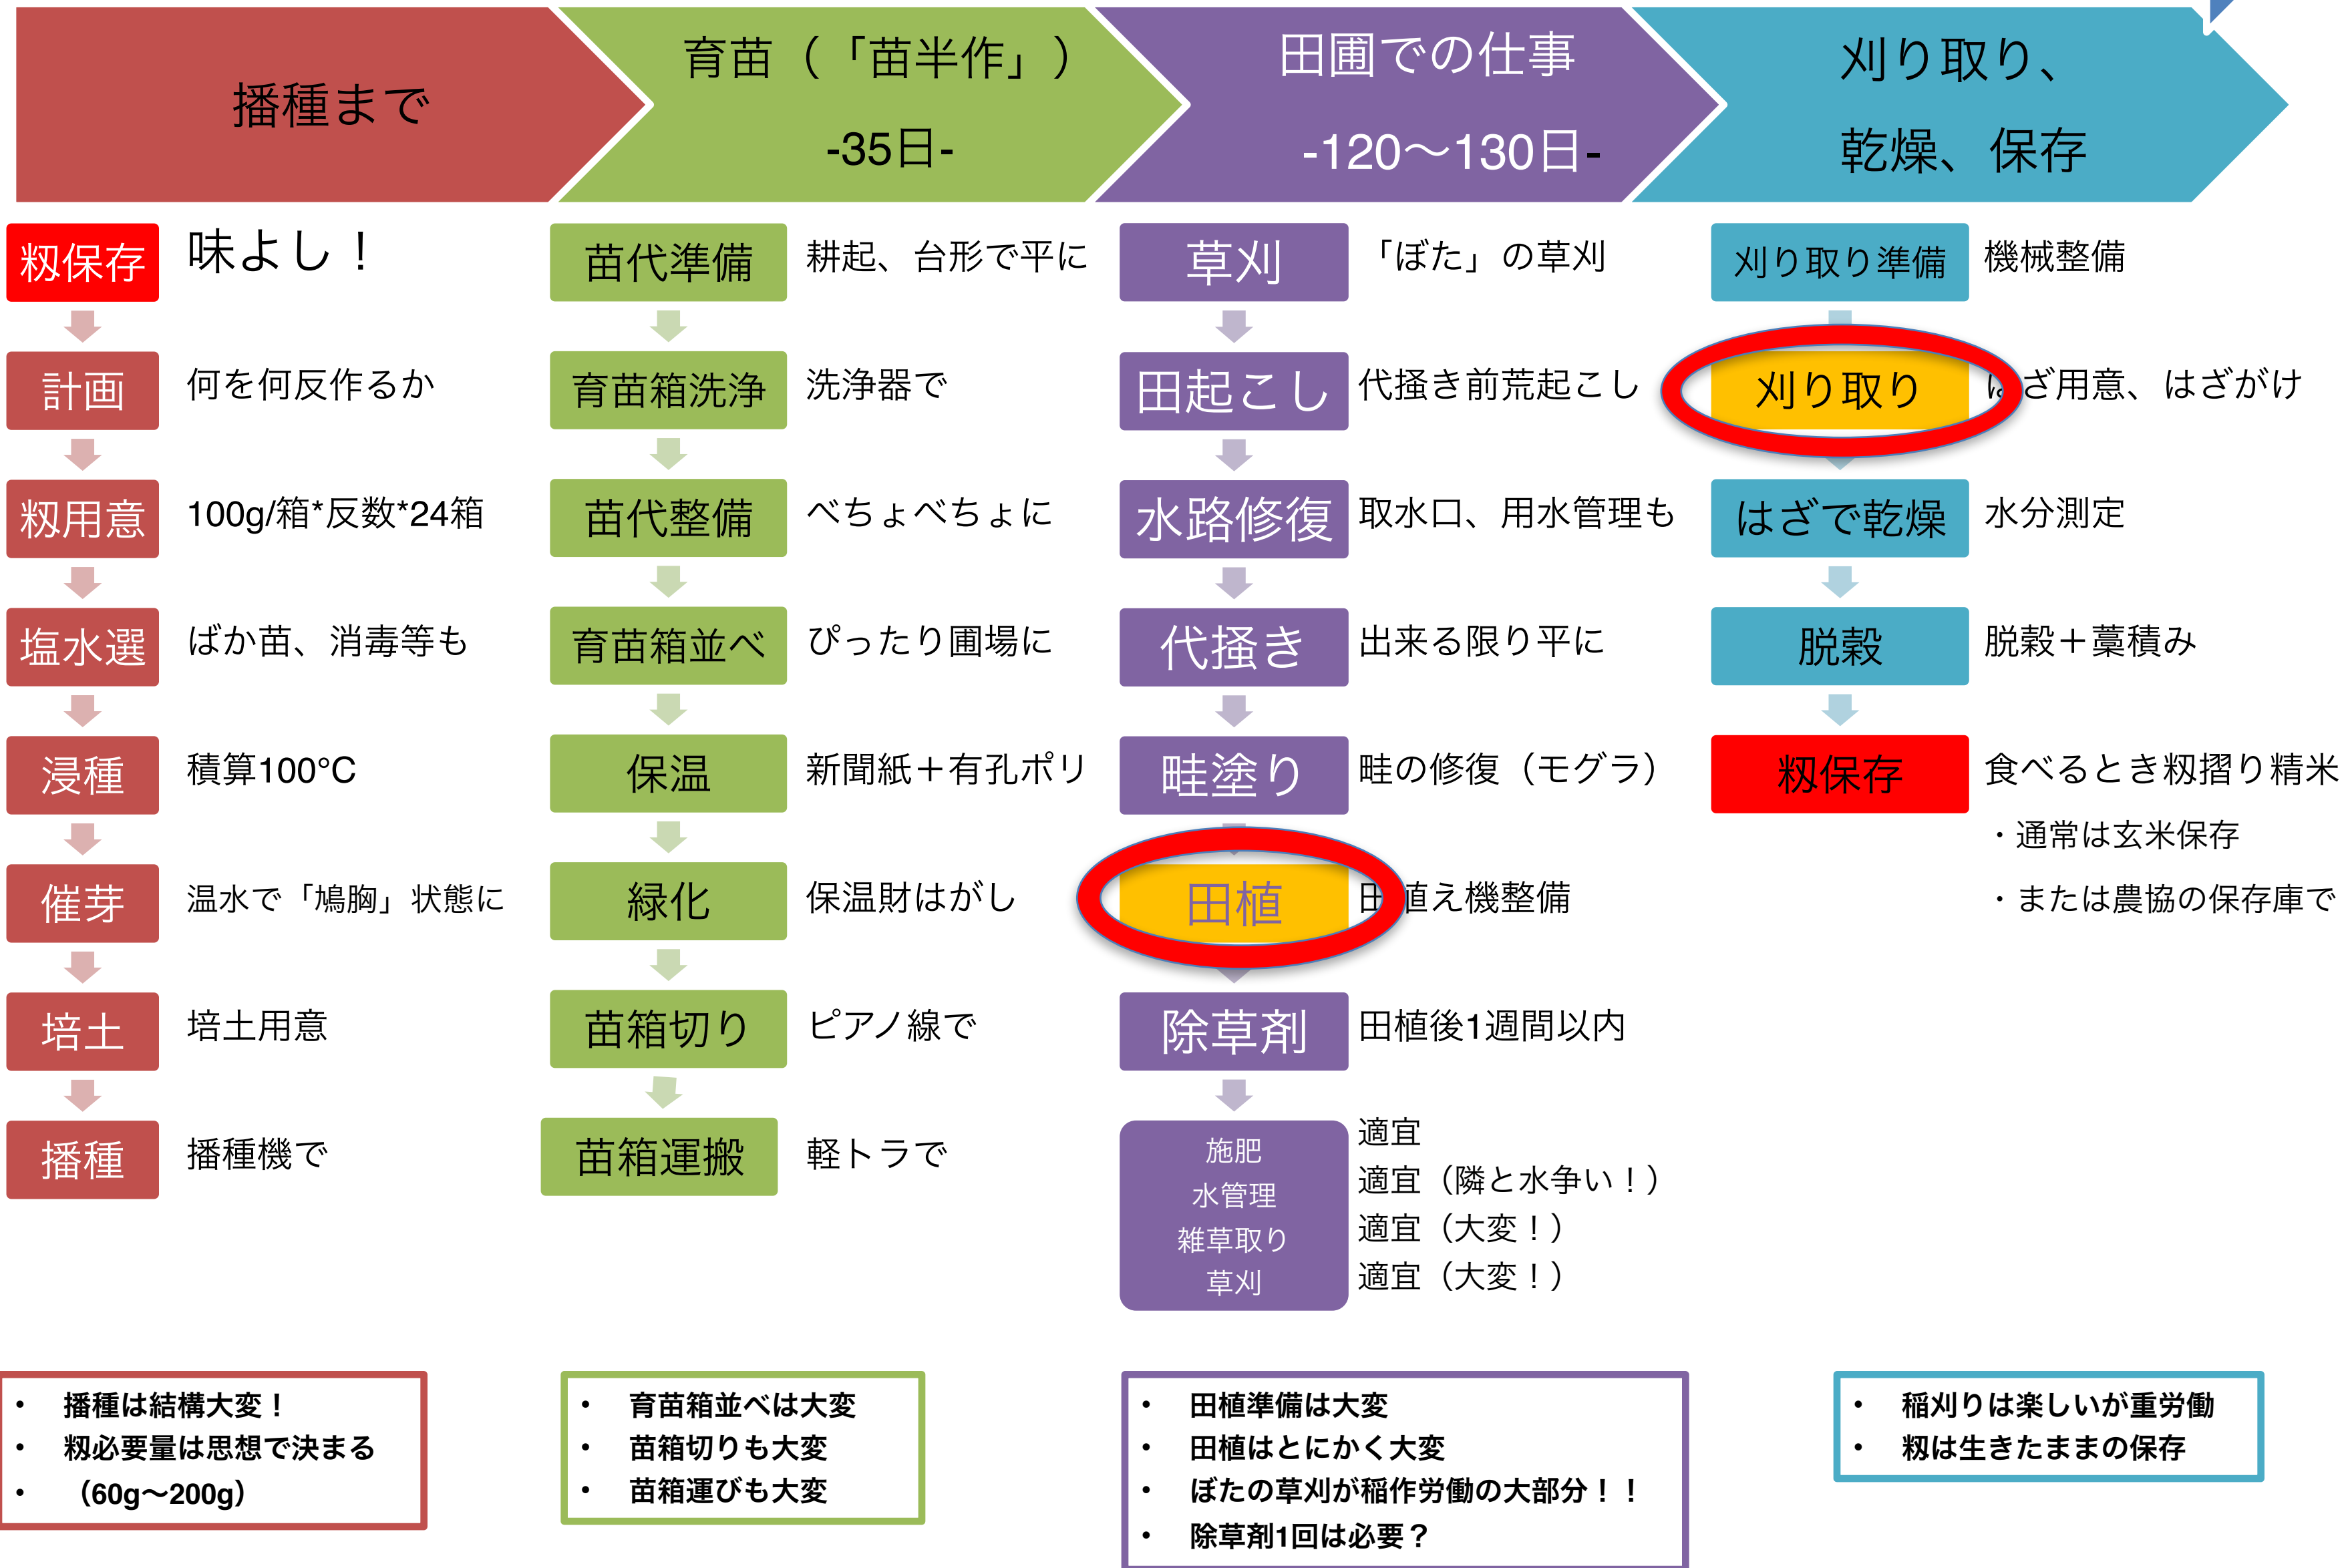 播種まで
育苗（「苗半作」）
-35日-
田圃での仕事
-120〜130日-
刈り取り、
乾燥、保存
籾保存
味よし！
計画
何を何反作るか
籾用意
100g/箱*反数*24箱
塩水選
ばか苗、消毒等も
浸種
積算100°C
催芽
温水で「鳩胸」状態に
培土
培土用意
播種
播種機で
苗代準備
耕起、台形で平に
育苗箱洗浄
洗浄器で
苗代整備
べちょべちょに
育苗箱並べ
ぴったり圃場に
保温
新聞紙＋有孔ポリ
緑化
保温財はがし
苗箱切り
ピアノ線で
苗箱運搬
軽トラで
草刈
「ぼた」の草刈
田起こし
代掻き前荒起こし
水路修復
取水口、用水管理も
代掻き
出来る限り平に
畦塗り
畦の修復（モグラ）
田植
田植え機整備
除草剤
田植後1週間以内
施肥
適宜
水管理
適宜（隣と水争い！）
雑草取り
適宜（大変！）
草刈
適宜（大変！）
刈り取り準備
機械整備
刈り取り
はざ用意、はざがけ
はざで乾燥
水分測定
脱穀
脱穀＋藁積み
籾保存
食べるとき籾摺り精米
・通常は玄米保存
・または農協の保存庫で
• 播種は結構大変！
• 籾必要量は思想で決まる
• （60g〜200g）
• 育苗箱並べは大変
• 苗箱切りも大変
• 苗箱運びも大変
• 田植準備は大変
• 田植はとにかく大変
• ぼたの草刈が稲作労働の大部分！！
• 除草剤1回は必要？
• 稲刈りは楽しいが重労働
• 籾は生きたままの保存